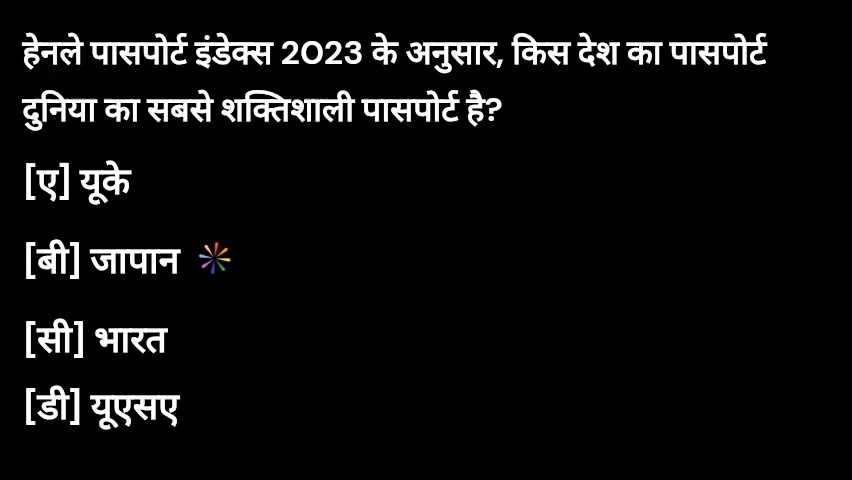 हेनले पासपोर्ट इंडेक्स 2023 के अनुसार, किस देश का पासपोर्ट
दुनिया का सबसे शक्तिशाली पासपोर्ट है?
[ए] यूके
[बी] जापान
[सी] भारत
[डी] यूएसए